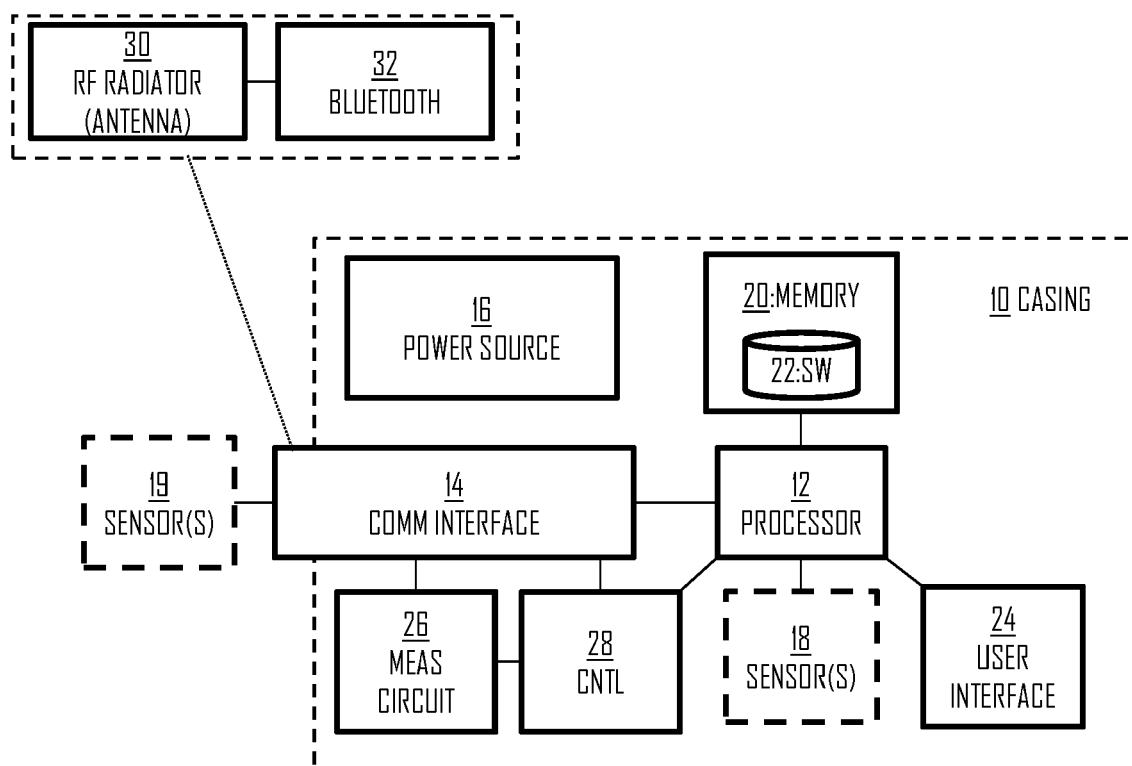 30
RF RADIATOR
(ANTENNA)
32
BLUETOOTH
16
POWER SOURCE
20:MEMORY
22:SW
10 CASING
19
SENSOR(S)
14
COMM INTERFACE
12
PROCESSOR
26
MEAS
CIRCUIT
28
CNTL
18
SENSOR(S)
24
USER
INTERFACE